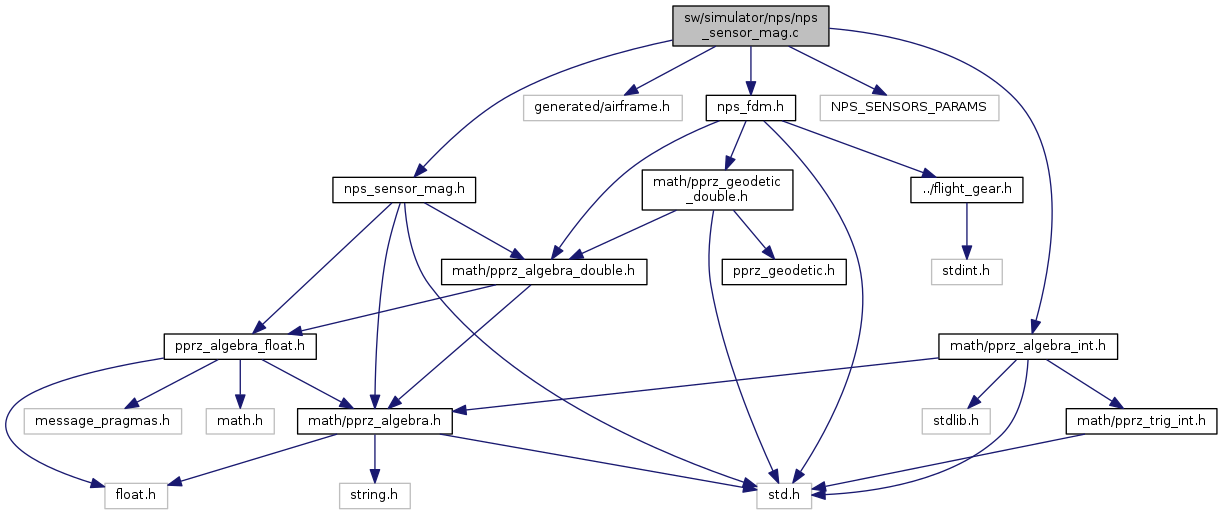 sw/simulator/nps/nps
_sensor_mag.c
generated/airframe.h
nps_fdm.h
NPS_SENSORS_PARAMS
nps_sensor_mag.h
math/pprz_geodetic
_double.h
../flight_gear.h
math/pprz_algebra_double.h
pprz_geodetic.h
stdint.h
pprz_algebra_float.h
math/pprz_algebra_int.h
message_pragmas.h
math.h
math/pprz_algebra.h
stdlib.h
math/pprz_trig_int.h
float.h
string.h
std.h